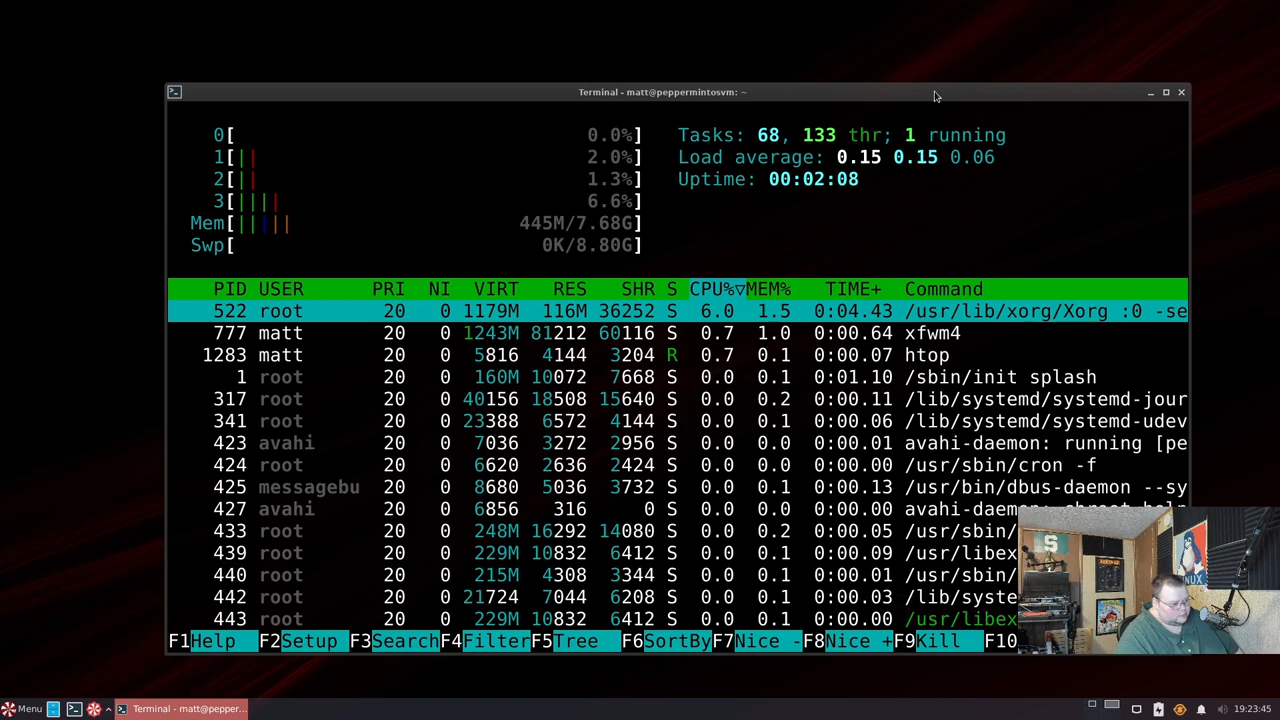 Terminal - matt@peppermintosvm: ~
0[ 0.0%] Tasks: 68, 133 thr; 1 running
1[|| 2.0%] Load average: 0.15 0.15 0.06
2[|| 1.3%] Uptime: 00:02:08
3[|||| 6.6%]
Mem[||||| 445M/7.68G]
Swp[ 0K/8.80G]
PID USER PRI NI VIRT RES SHR S CPU%▽MEM% TIME+ Command
522 root 20 0 1179M 116M 36252 S 6.0 1.5 0:04.43 /usr/lib/xorg/Xorg :0 -se
777 matt 20 0 1243M 81212 60116 S 0.7 1.0 0:00.64 xfwm4
1283 matt 20 0 5816 4144 3204 R 0.7 0.1 0:00.07 htop
1 root 20 0 160M 10072 7668 S 0.0 0.1 0:01.10 /sbin/init splash
317 root 20 0 40156 18508 15640 S 0.0 0.2 0:00.11 /lib/systemd/systemd-jour
341 root 20 0 23388 6572 4144 S 0.0 0.1 0:00.06 /lib/systemd/systemd-udev
423 avahi 20 0 7036 3272 2956 S 0.0 0.0 0:00.01 avahi-daemon: running [pe
424 root 20 0 6620 2636 2424 S 0.0 0.0 0:00.00 /usr/sbin/cron -f
425 messagebu 20 0 8680 5036 3732 S 0.0 0.1 0:00.13 /usr/bin/dbus-daemon --sy
427 avahi 20 0 6856 316 0 S 0.0 0.0 0:00.00 avahi-daemon: chroot help
433 root 20 0 248M 16292 14080 S 0.0 0.2 0:00.05 /usr/sbin/
439 root 20 0 229M 10832 6412 S 0.0 0.1 0:00.09 /usr/libex
440 root 20 0 215M 4308 3344 S 0.0 0.1 0:00.01 /usr/sbin/
442 root 20 0 21724 7044 6208 S 0.0 0.1 0:00.03 /lib/syste
443 root 20 0 229M 10832 6412 S 0.0 0.1 0:00.00 /usr/libex
F1Help F2Setup F3SearchF4FilterF5Tree F6SortByF7Nice -F8Nice +F9Kill F10
S
Menu Terminal - matt@pepper... 19:23:45